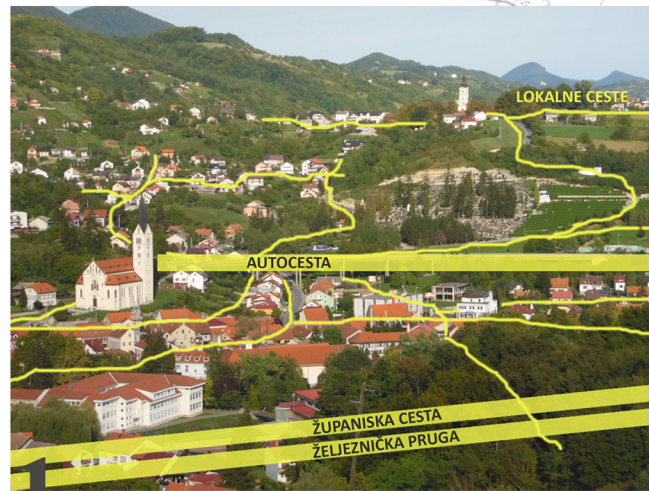 LOKALNE CESTE
AUTOCESTA
ŽUPANISKA CESTA
ŽELJEZNIČKA PRUGA
1